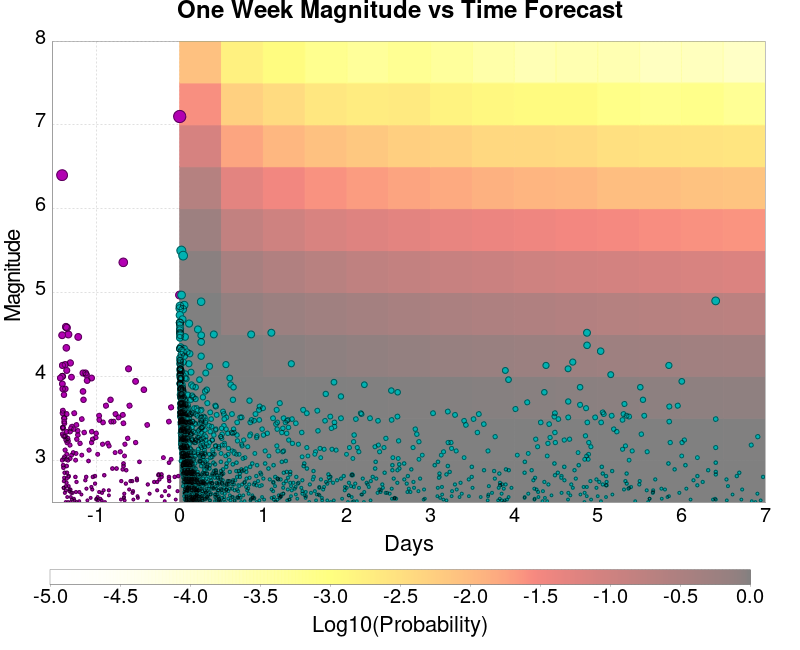 One Week Magnitude vs Time Forecast
8
7
6
5
4
3
Magnitude
-1 0 1 2 3 4 5 6 7
Days
-5.0 -4.5 -4.0 -3.5 -3.0 -2.5 -2.0 -1.5 -1.0 -0.5 0.0
Log10(Probability)